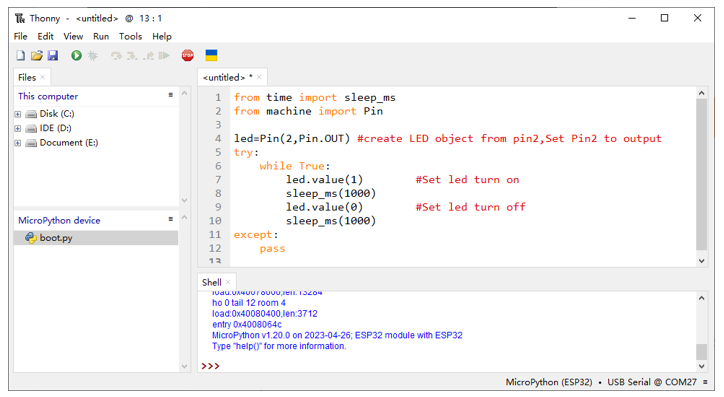 Thonny - <untitled> @ 13 : 1
File Edit View Run Tools Help
STOP
Files ×
This computer ≡
Disk (C:)
IDE (D:)
Document (E:)
MicroPython device ≡
boot.py
<untitled> * ×
1 from time import sleep_ms
2 from machine import Pin
3
4 led=Pin(2,Pin.OUT) #create LED object from pin2,Set Pin2 to output
5 try:
6     while True:
7         led.value(1)        #Set led turn on
8         sleep_ms(1000)
9         led.value(0)        #Set led turn off
10         sleep_ms(1000)
11 except:
12     pass
13
Shell ×
load:0x40078000,len:13284
ho 0 tail 12 room 4
load:0x40080400,len:3712
entry 0x4008064c
MicroPython v1.20.0 on 2023-04-26; ESP32 module with ESP32
Type "help()" for more information.
>>>
MicroPython (ESP32) • USB Serial @ COM27 ≡